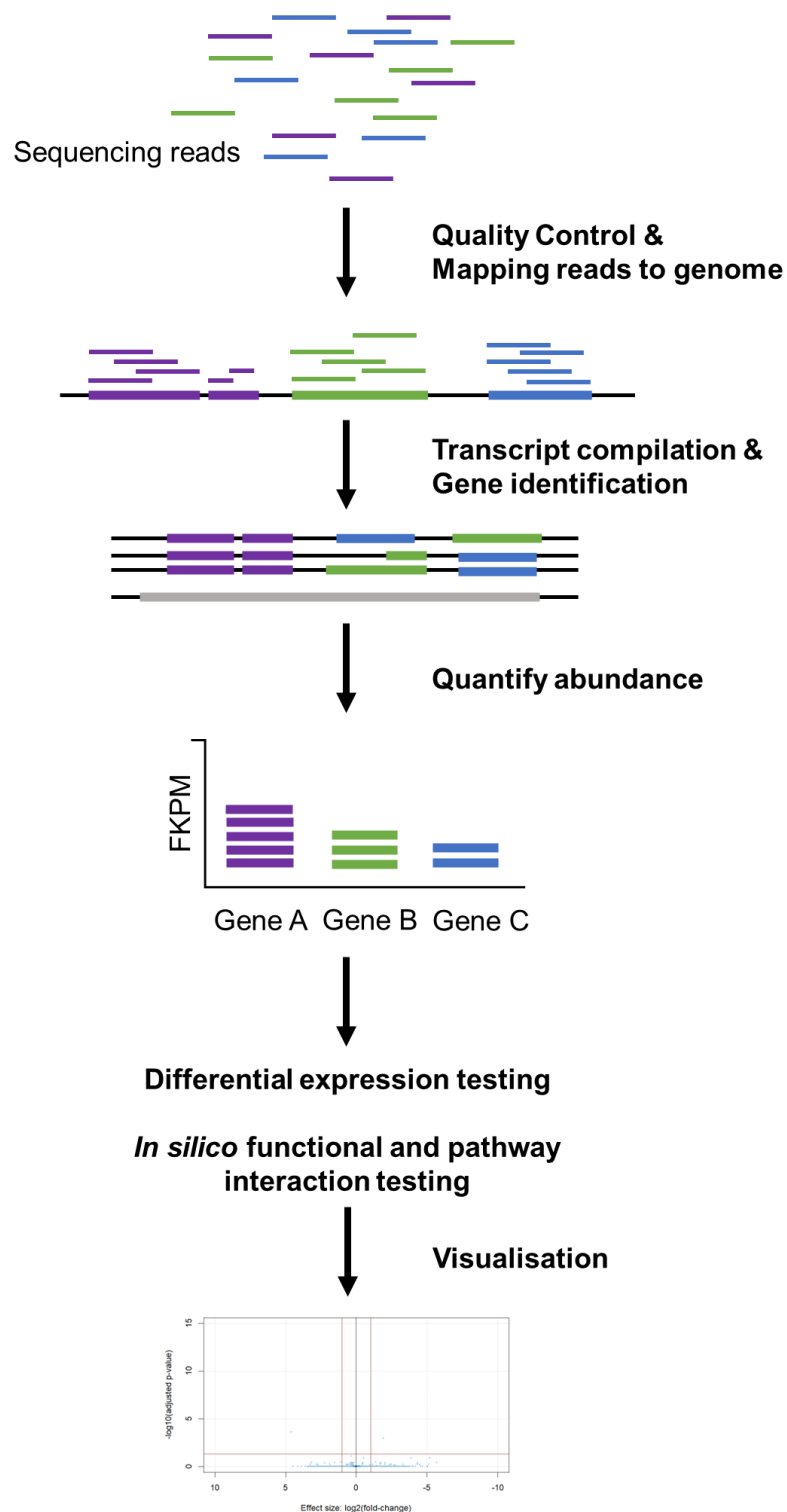 Sequencing reads
Quality Control &
Mapping reads to genome
Transcript compilation &
Gene identification
Quantify abundance
FKPM
Gene A Gene B Gene C
Differential expression testing
In silico functional and pathway
interaction testing
Visualisation
-log10(adjusted p-value)
15
10
5
0
10 5 0 -5 -10
Effect size: log2(fold-change)